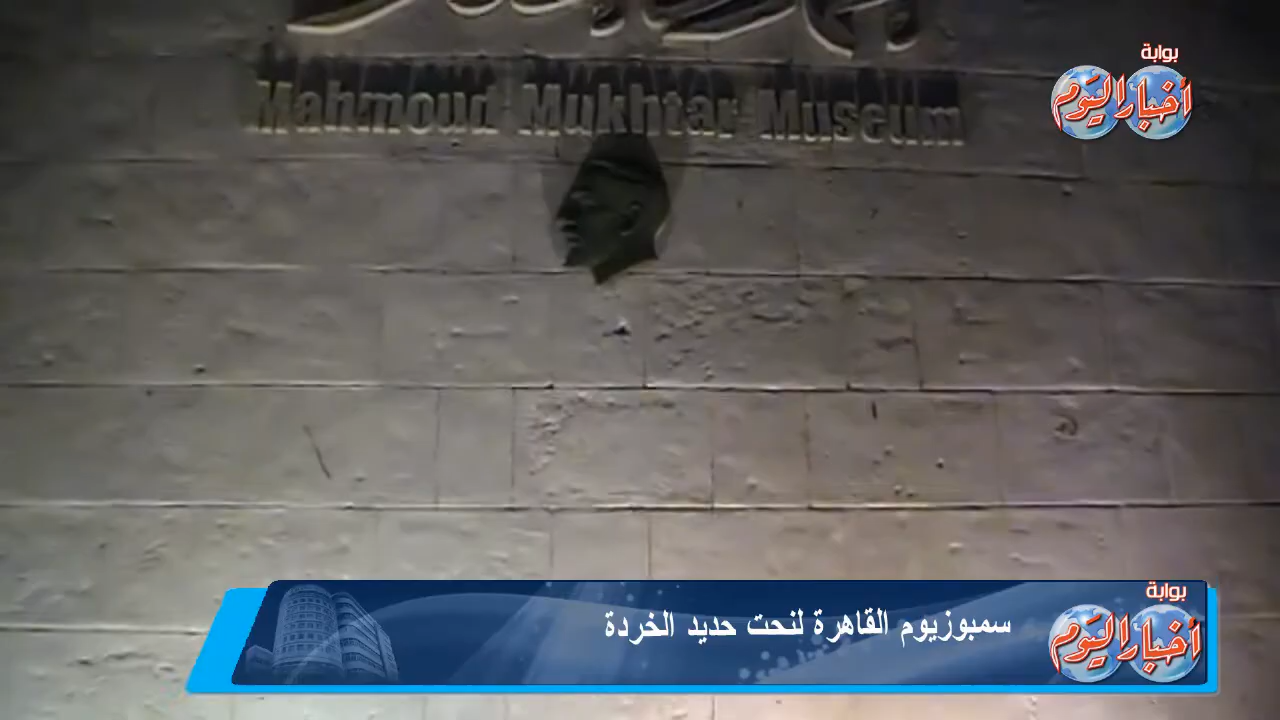 Mahmoud Mukhtar Museum
بوابة
أخبار اليوم
سمبوزيوم القاهرة لنحت حديد الخردة
بوابة
أخبار اليوم